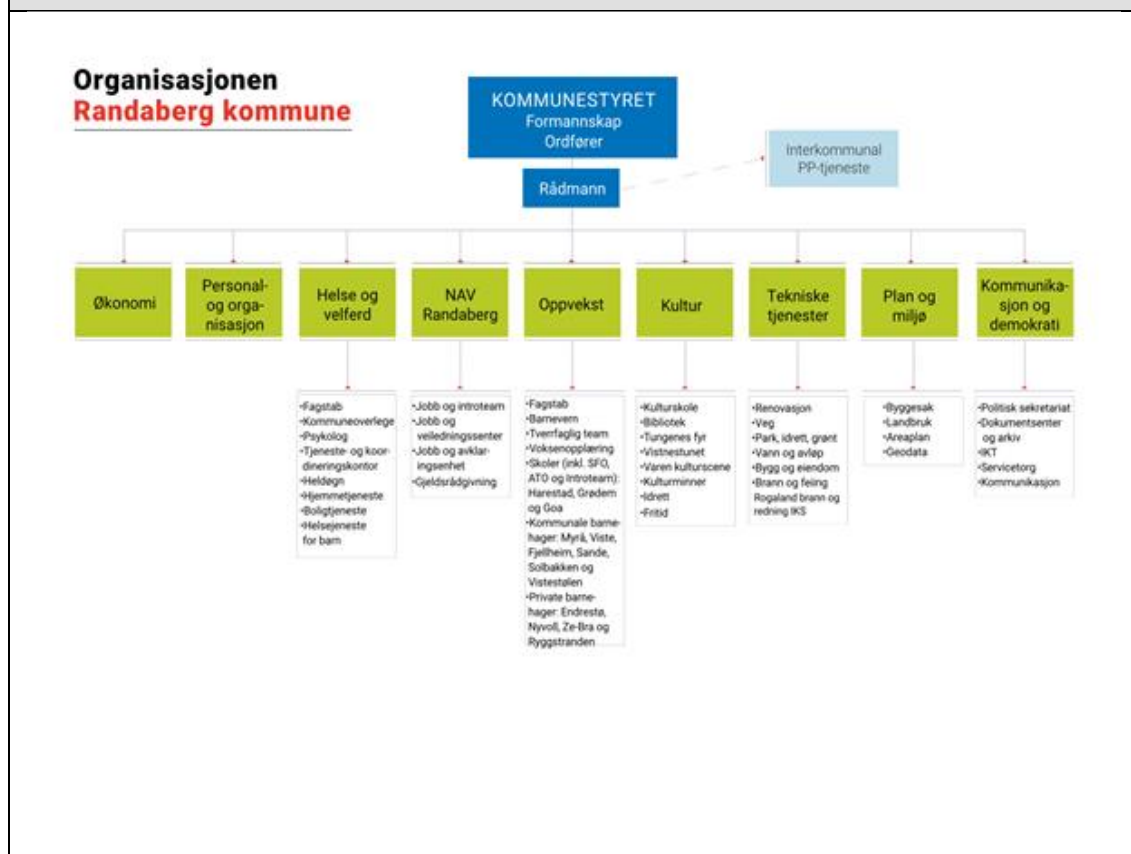 Organisasjonen
Randaberg kommune
KOMMUNESTYRET
Formannskap
Ordfører
Interkommunal
PP-tjeneste
Rådmann
Økonomi
Personal-
og orga-
nisasjon
Helse og
velferd
NAV
Randaberg
Oppvekst
Kultur
Tekniske
tjenester
Plan og
miljø
Kommunika-
sjon og
demokrati
•Fagstab
•Kommuneoverlege
•Psykolog
•Tjeneste- og koor-
dineringskontor
•Heldøgn
•Hjemmetjeneste
•Boligtjeneste
•Helsejeneste
for barn
•Jobb og introteam
•Jobb og
veiledningssenter
•Jobb og avklar-
ingsenhet
•Gjeldsrådgivning
•Fagstab
•Barnevern
•Tverrfaglig team
•Voksenopplæring
•Skoler (inkl. SFO,
ATO og Introteam):
Harestad, Grødem
og Goa
•Kommunale barne-
hager: Myrå, Viste,
Fjellheim, Sande,
Solbakken og
Vistestølen
•Private barne-
hager: Endrestø,
Nyvoll, Ze-Bra og
Ryggstranden
•Kulturskole
•Bibliotek
•Tungenes fyr
•Vistnestunet
•Varen kulturscene
•Kulturminner
•Idrett
•Fritid
•Renovasjon
•Veg
•Park, idrett, grønt
•Vann og avløp
•Bygg og eiendom
•Brann og feiing
Rogaland brann og
redning IKS
•Byggesak
•Landbruk
•Areaplan
•Geodata
•Politisk sekretariat
•Dokumentsenter
og arkiv
•IKT
•Servicetorg
•Kommunikasjon